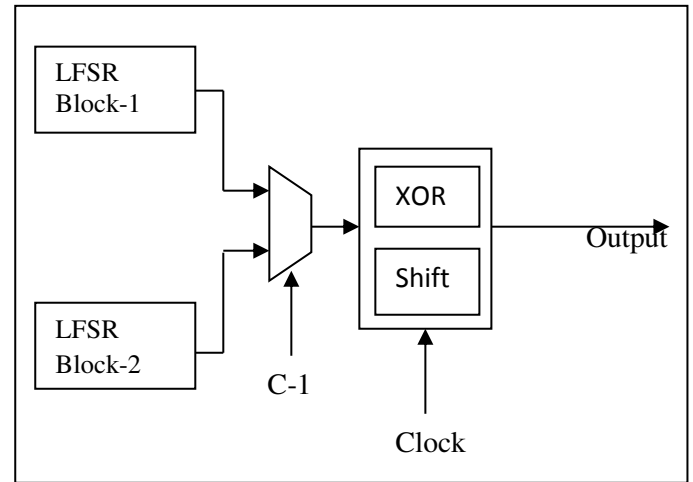 LFSR
Block-1
XOR
Output
Shift
LFSR
Block-2
C-1
Clock